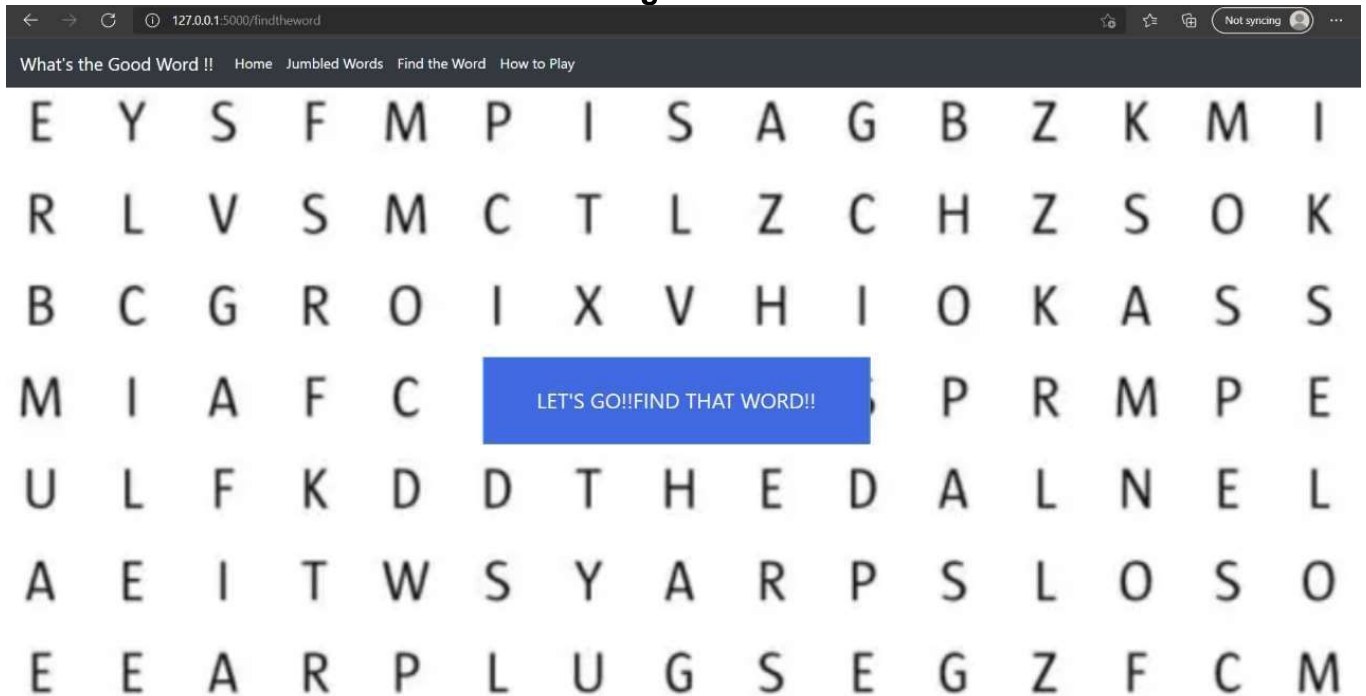 127.0.0.1:5000/findtheword Not syncing
What's the Good Word !! Home Jumbled Words Find the Word How to Play
E Y S F M P I S A G B Z K M I
R L V S M C T L Z C H Z S O K
B C G R O I X V H I O K A S S
M I A F C LET'S GO!!FIND THAT WORD!! P R M P E
U L F K D D T H E D A L N E L
A E I T W S Y A R P S L O S O
E E A R P L U G S E G Z F C M